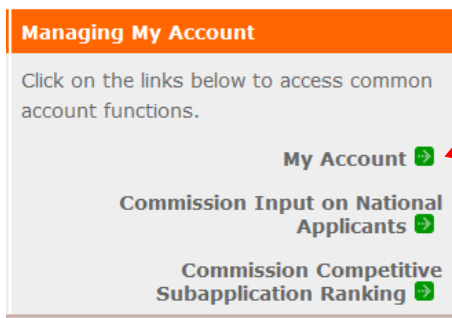 Managing My Account
Click on the links below to access common
account functions.
My Account
Commission Input on National
Applicants
Commission Competitive
Subapplication Ranking